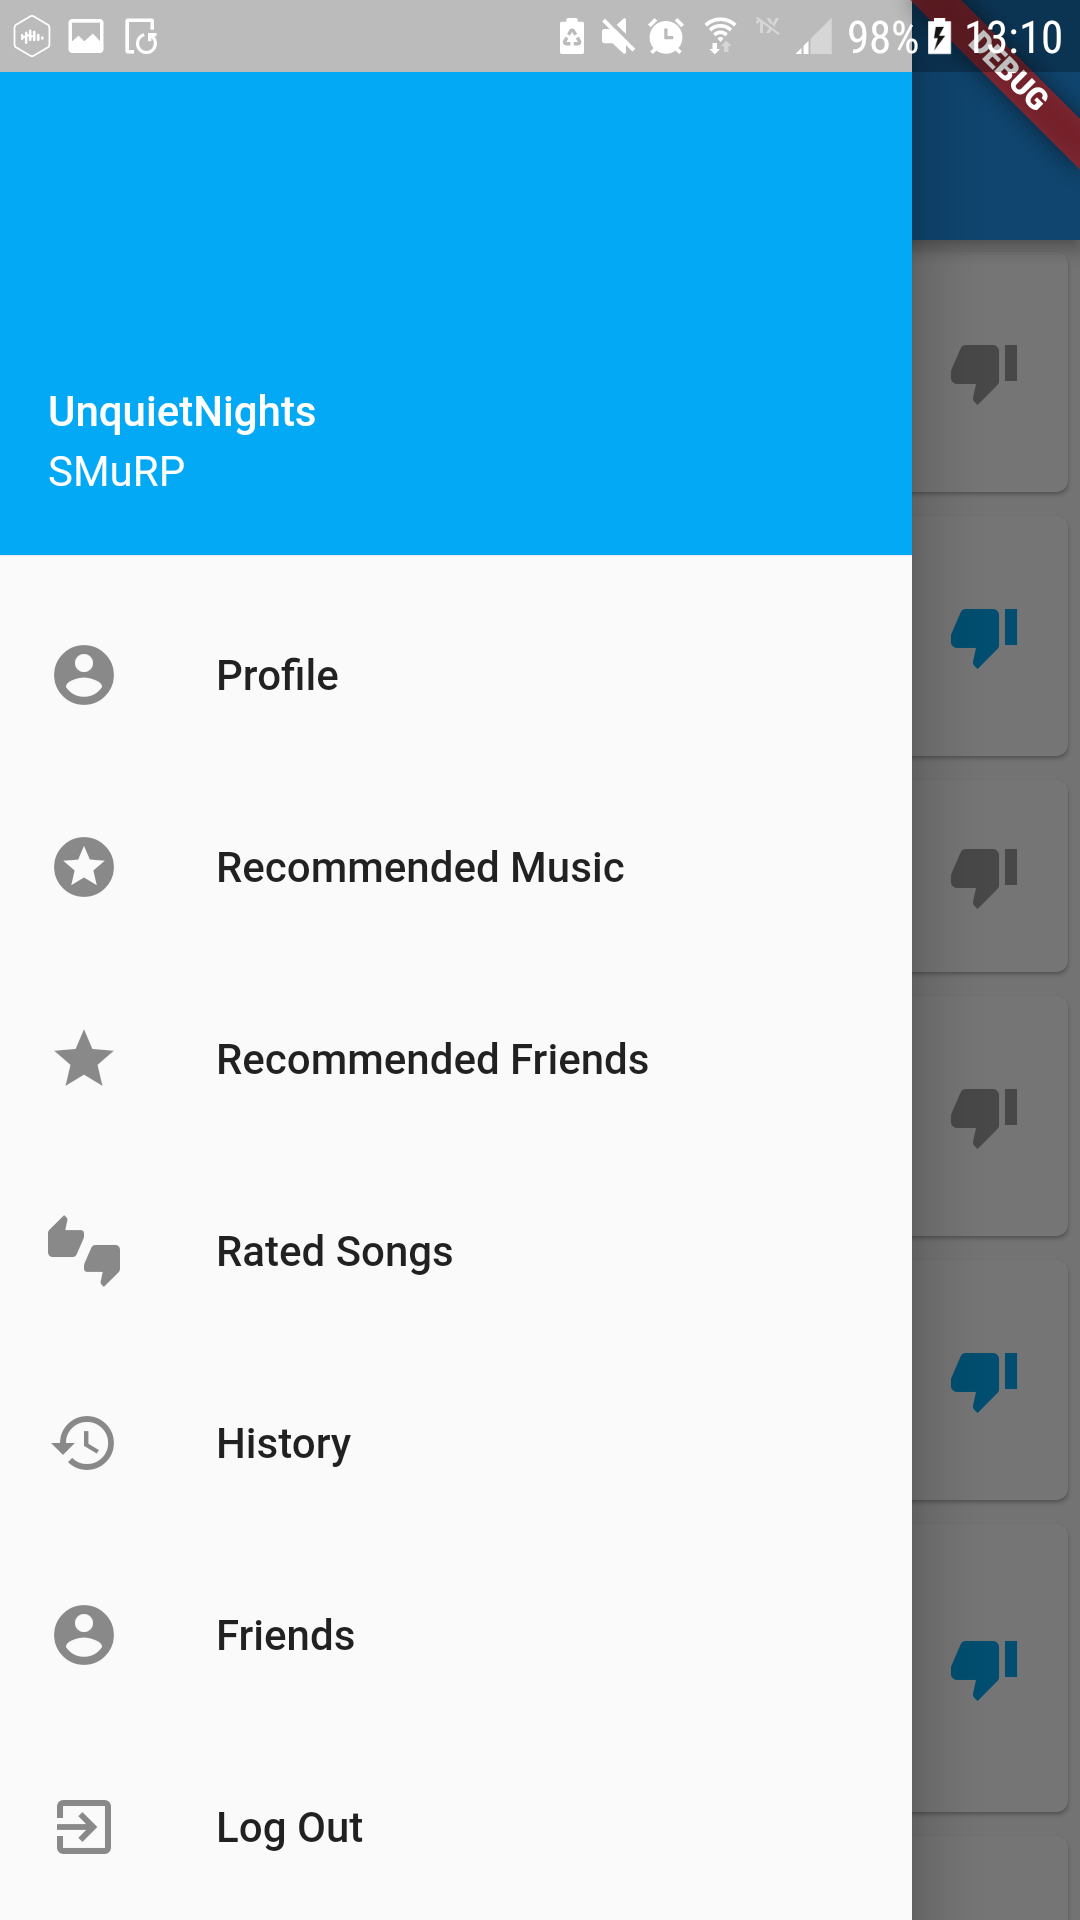 98% 13:10
DEBUG
UnquietNights
SMuRP
Profile
Recommended Music
Recommended Friends
Rated Songs
History
Friends
Log Out